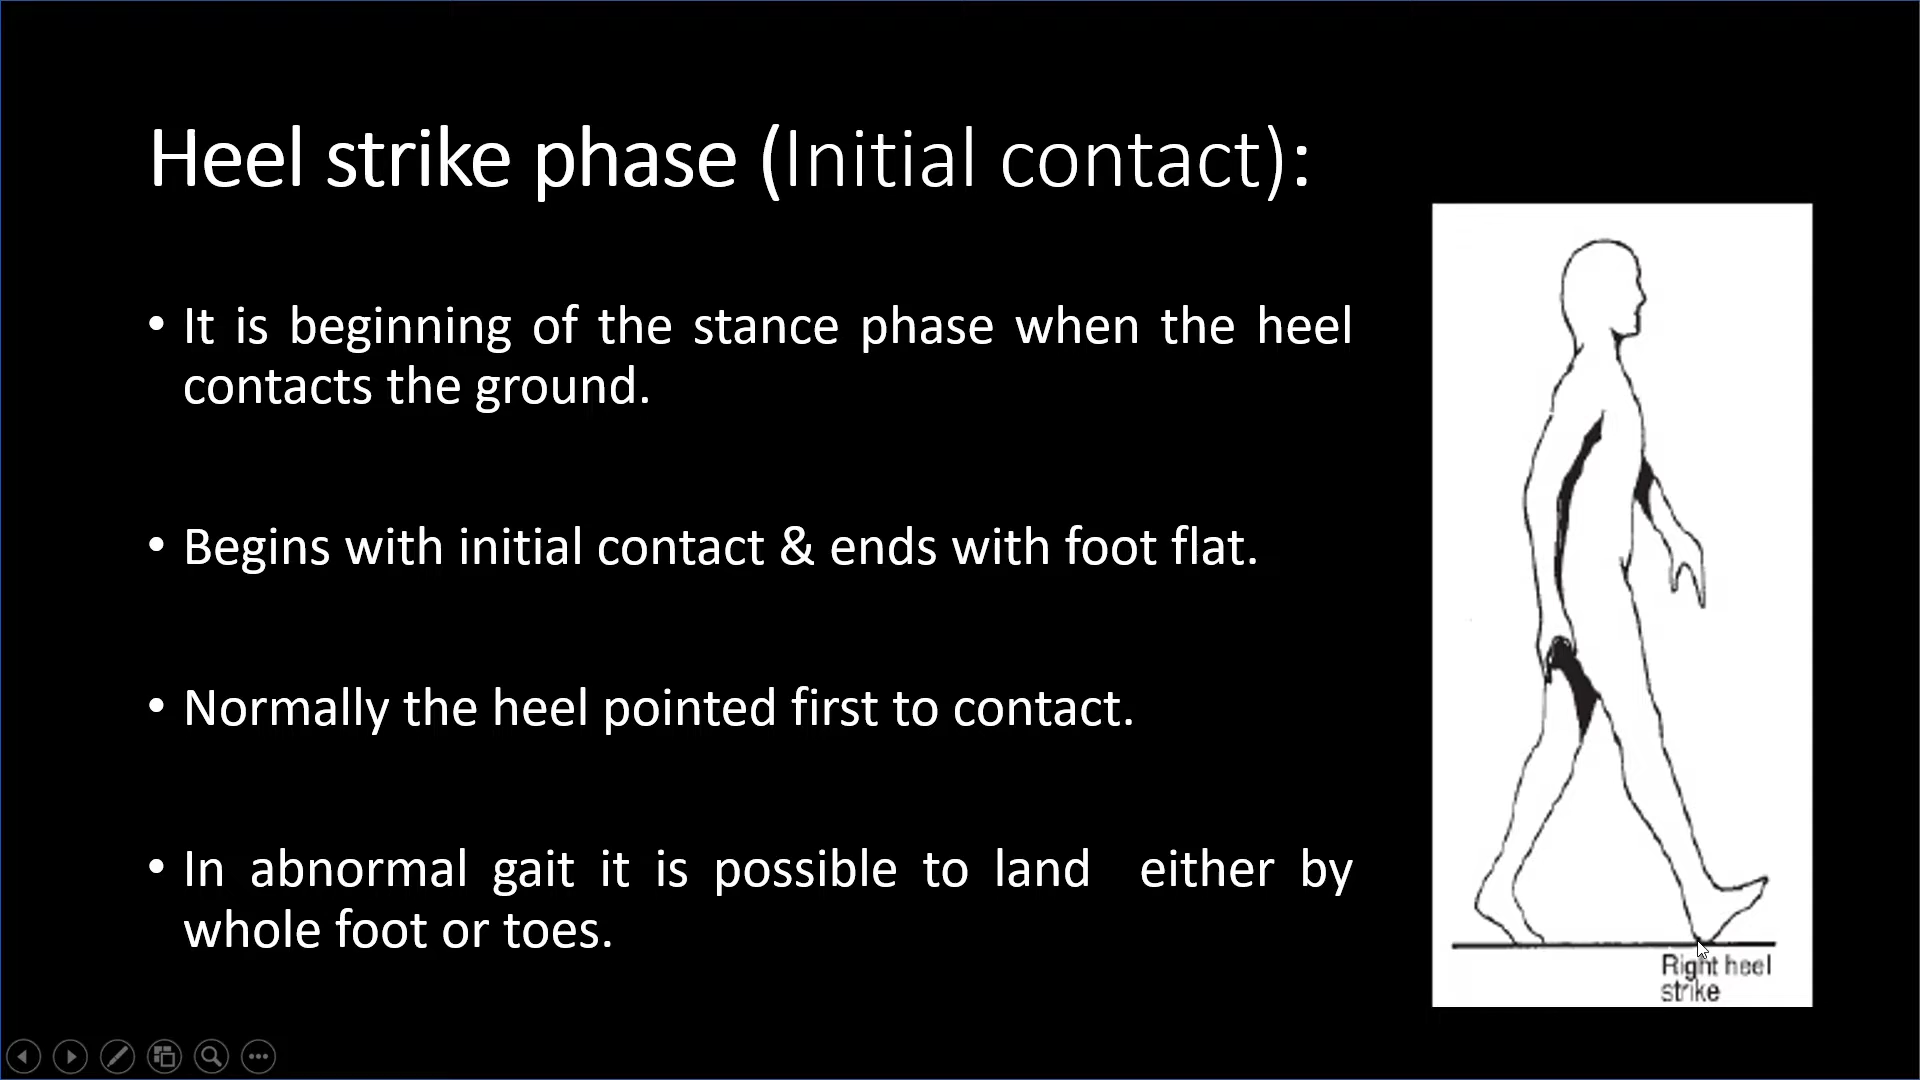 Heel strike phase (Initial contact):
• It is beginning of the stance phase when the heel
contacts the ground.
• Begins with initial contact & ends with foot flat.
• Normally the heel pointed first to contact.
• In abnormal gait it is possible to land either by
whole foot or toes.
Right heel
strike